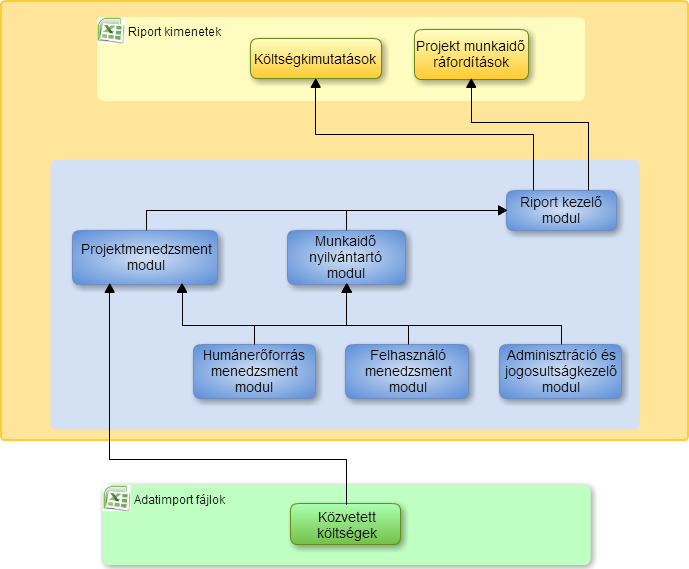 Riport kimenetek
Költségkimutatások
Projekt munkaidő
ráfordítások
Riport kezelő
modul
Projektmenedzsment
modul
Munkaidő
nyilvántartó
modul
Humánerőforrás
menedzsment
modul
Felhasználó
menedzsment
modul
Adminisztráció és
jogosultságkezelő
modul
Adatimport fájlok
Közvetett
költségek